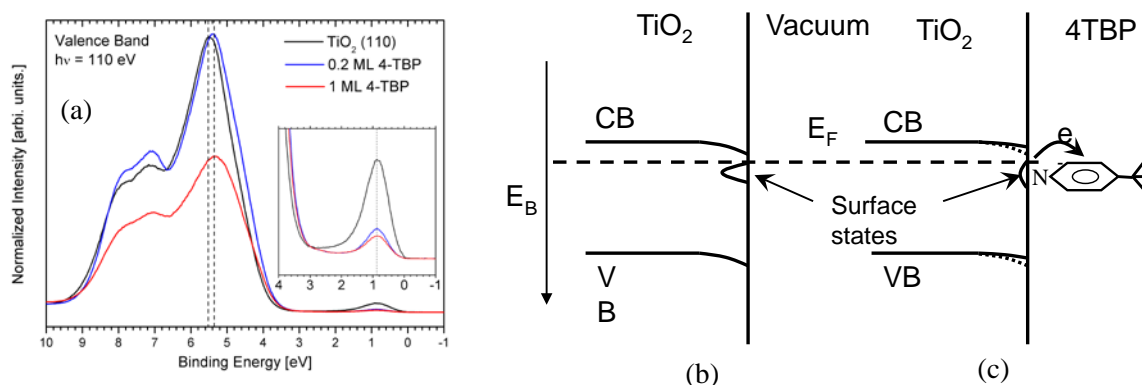 Valence Band
hν = 110 eV
(a)
TiO2 (110)
0.2 ML 4-TBP
1 ML 4-TBP
Normalized Intensity [arbi. units.]
4 3 2 1 0 -1
10 9 8 7 6 5 4 3 2 1 0 -1
Binding Energy [eV]
TiO2
Vacuum
TiO2
4TBP
CB
EF
CB
e
N
-
EB
Surface
states
V
B
VB
(b)
(c)